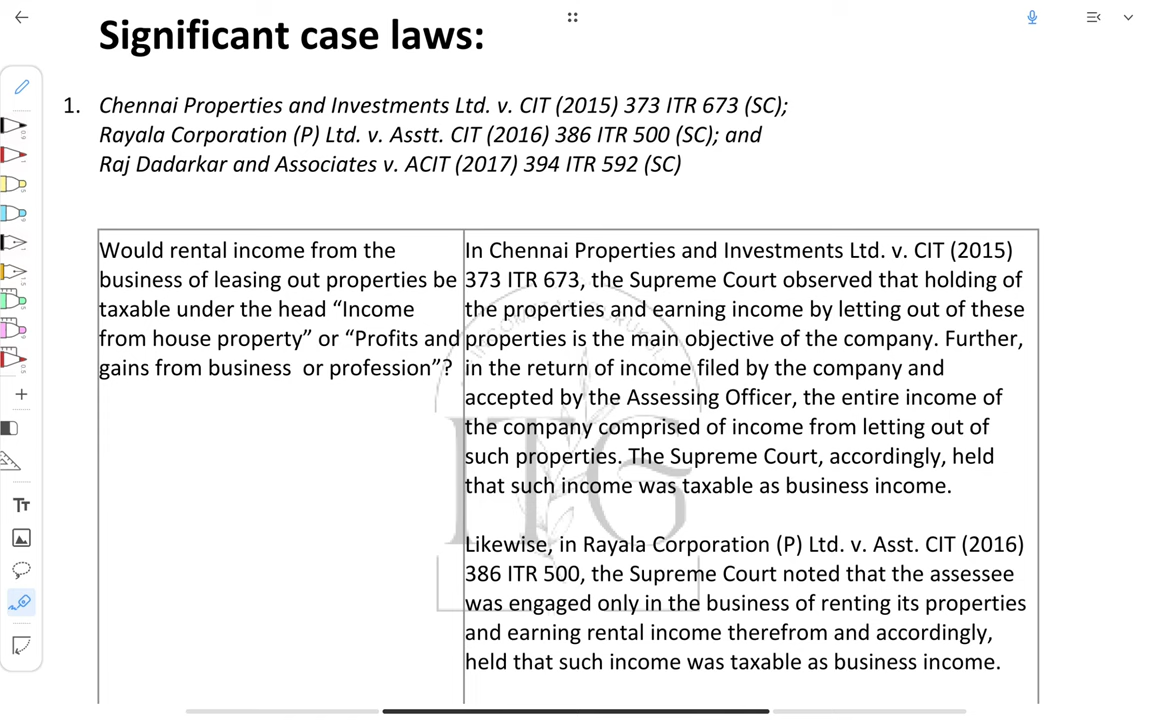 Significant case laws:
1. Chennai Properties and Investments Ltd. v. CIT (2015) 373 ITR 673 (SC);
Rayala Corporation (P) Ltd. v. Asstt. CIT (2016) 386 ITR 500 (SC); and
Raj Dadarkar and Associates v. ACIT (2017) 394 ITR 592 (SC)
Would rental income from the
business of leasing out properties be
taxable under the head “Income
from house property” or “Profits and
gains from business or profession”?
In Chennai Properties and Investments Ltd. v. CIT (2015)
373 ITR 673, the Supreme Court observed that holding of
the properties and earning income by letting out of these
properties is the main objective of the company. Further,
in the return of income filed by the company and
accepted by the Assessing Officer, the entire income of
the company comprised of income from letting out of
such properties. The Supreme Court, accordingly, held
that such income was taxable as business income.
Likewise, in Rayala Corporation (P) Ltd. v. Asst. CIT (2016)
386 ITR 500, the Supreme Court noted that the assessee
was engaged only in the business of renting its properties
and earning rental income therefrom and accordingly,
held that such income was taxable as business income.
ITG
TT